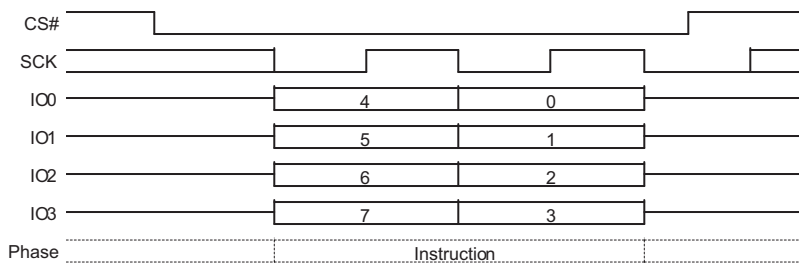 CS#
SCK
IO0 4 0
IO1 5 1
IO2 6 2
IO3 7 3
Phase Instruction